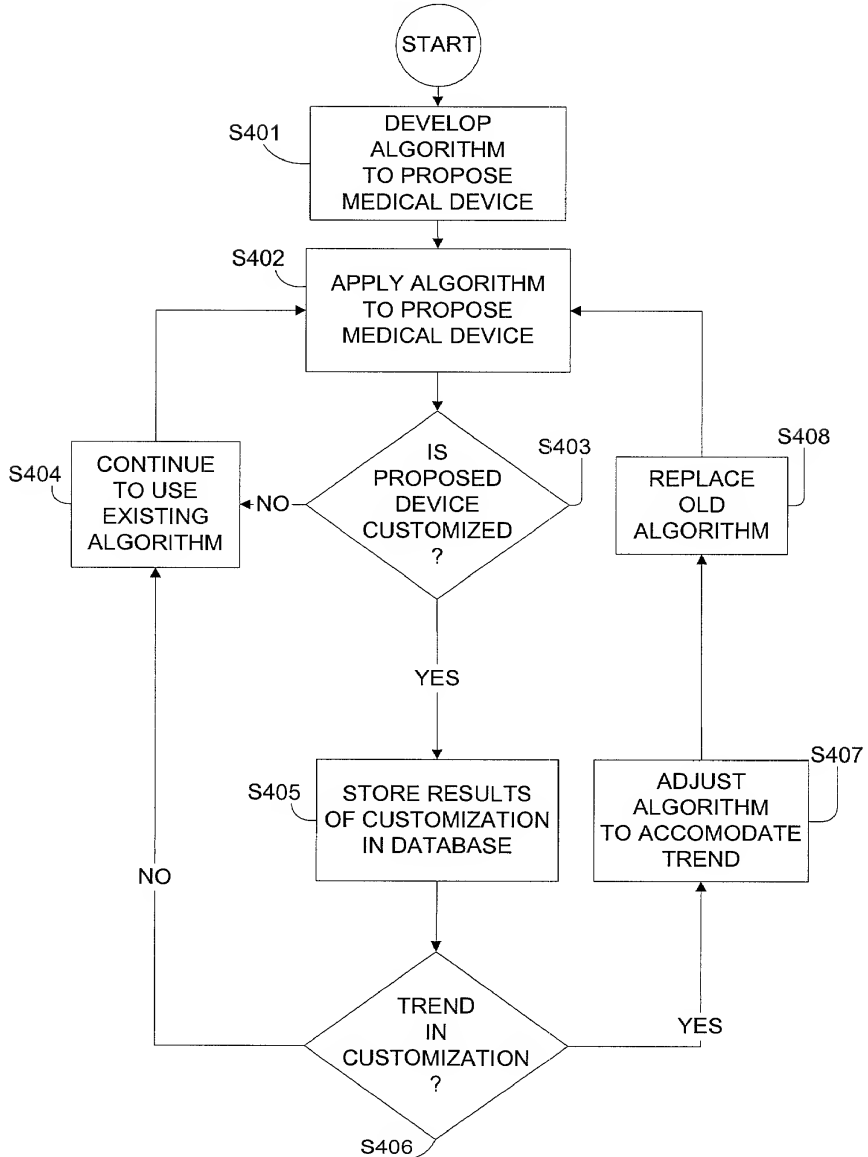 START
S401
DEVELOP
ALGORITHM
TO PROPOSE
MEDICAL DEVICE
S402
APPLY ALGORITHM
TO PROPOSE
MEDICAL DEVICE
S404
CONTINUE
TO USE
EXISTING
ALGORITHM
NO
IS
PROPOSED
DEVICE
CUSTOMIZED
?
S403
S408
REPLACE
OLD
ALGORITHM
YES
S405
STORE RESULTS
OF CUSTOMIZATION
IN DATABASE
S407
ADJUST
ALGORITHM
TO ACCOMODATE
TREND
NO
TREND
IN
CUSTOMIZATION
?
YES
S406